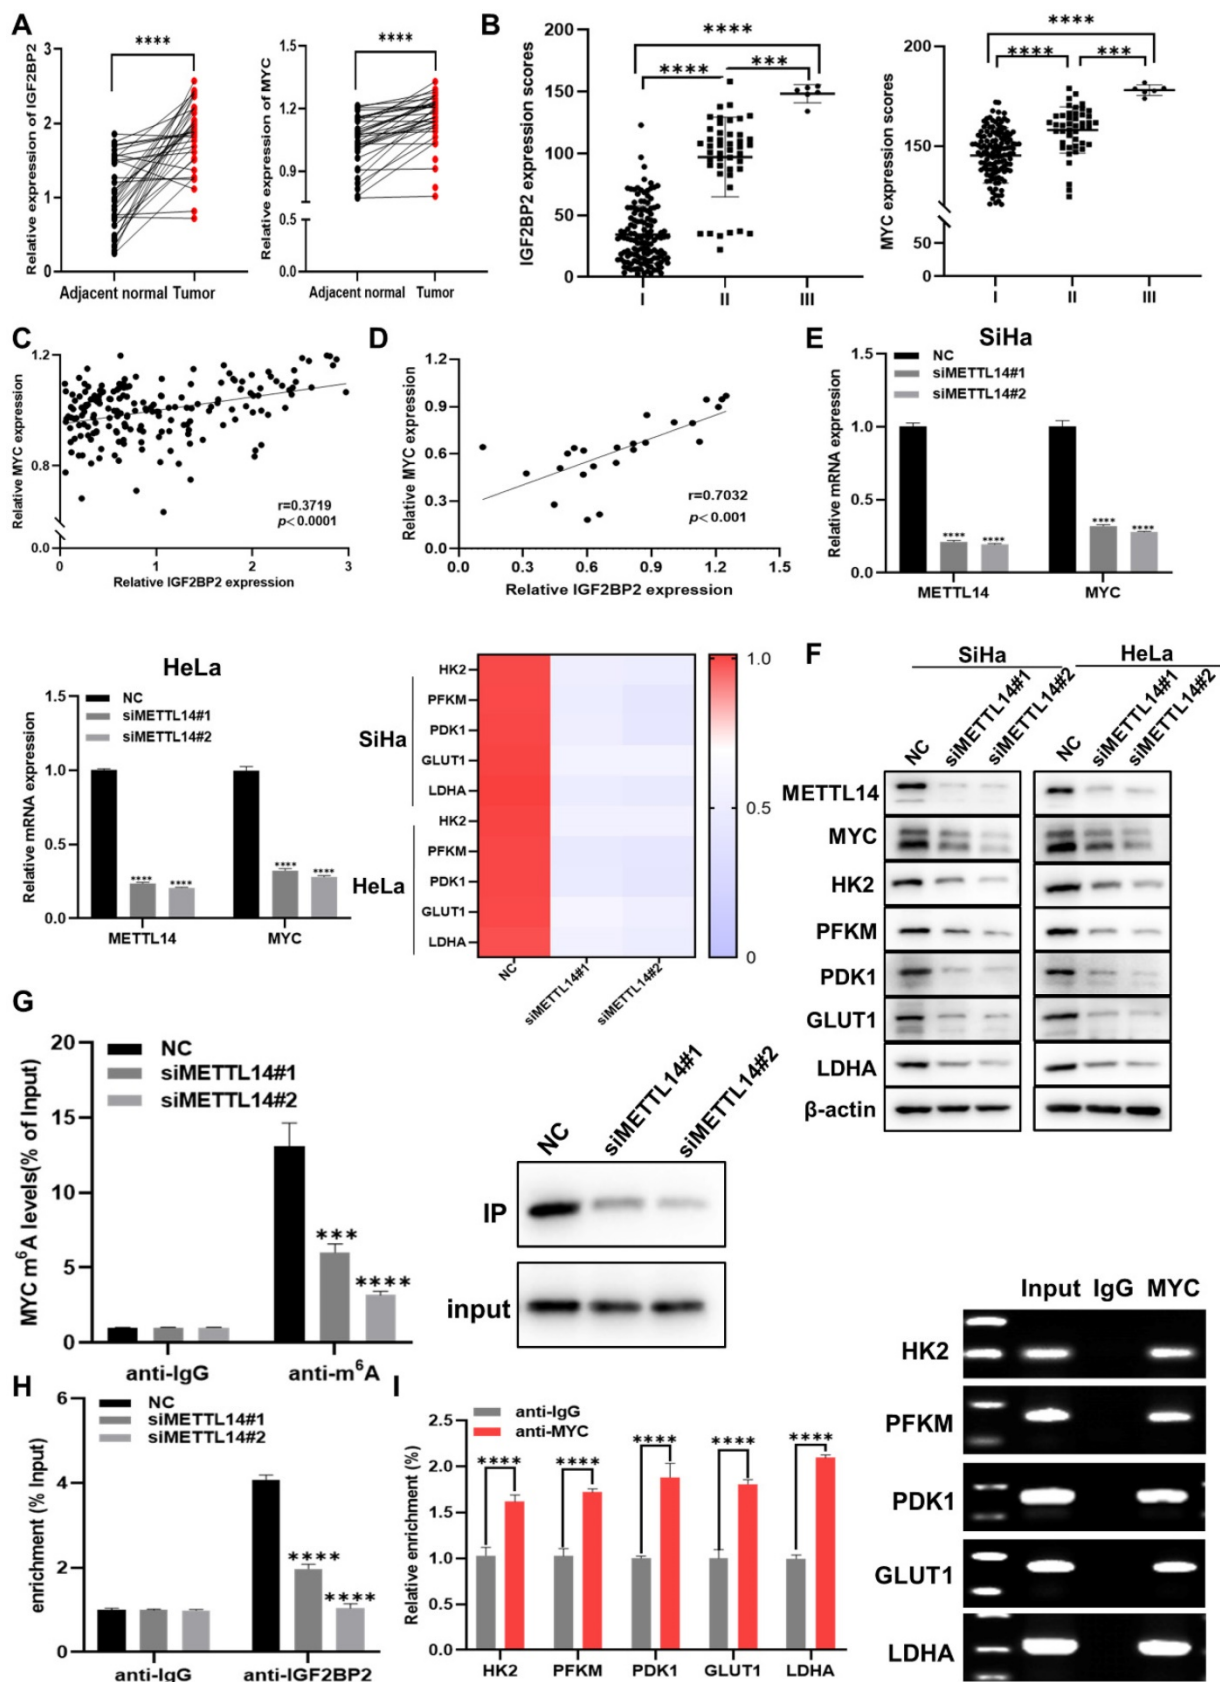 A
Relative expression of IGF2BP2
3
2
1
0
****
Adjacent normal Tumor
Relative expression of MYC
1.5
1.2
0.9
0.5
0.0
****
Adjacent normal Tumor
B
IGF2BP2 expression scores
200
150
100
50
0
****
**** ***
I II III
MYC expression scores
200
150
50
0
****
**** ***
I II III
C
Relative MYC expression
1.2
0.8
0.0
r=0.3719
p< 0.0001
0 1 2 3
Relative IGF2BP2 expression
D
Relative MYC expression
1.2
0.9
0.6
0.3
0.0
r=0.7032
p< 0.001
0.0 0.3 0.6 0.9 1.2 1.5
Relative IGF2BP2 expression
E
SiHa
NC
siMETTL14#1
siMETTL14#2
Relative mRNA expression
1.5
1.0
0.5
0.0
**** **** **** ****
METTL14 MYC
HeLa
NC
siMETTL14#1
siMETTL14#2
Relative mRNA expression
1.5
1.0
0.5
0.0
**** **** **** ****
METTL14 MYC
SiHa
HK2
PFKM
PDK1
GLUT1
LDHA
HeLa
HK2
PFKM
PDK1
GLUT1
LDHA
NC siMETTL14#1 siMETTL14#2
1.0
0.5
0
F
SiHa HeLa
NC siMETTL14#1 siMETTL14#2 NC siMETTL14#1 siMETTL14#2
METTL14
MYC
HK2
PFKM
PDK1
GLUT1
LDHA
β-actin
G
NC
siMETTL14#1
siMETTL14#2
MYC m⁶A levels(% of Input)
20
15
10
5
0
***
****
anti-IgG anti-m⁶A
NC siMETTL14#1 siMETTL14#2
IP
input
H
NC
siMETTL14#1
siMETTL14#2
enrichment (% Input)
6
4
2
0
****
****
anti-IgG anti-IGF2BP2
I
anti-IgG
anti-MYC
Relative enrichment (%)
2.5
2.0
1.5
1.0
0.5
0.0
**** **** **** **** ****
HK2 PFKM PDK1 GLUT1 LDHA
Input IgG MYC
HK2
PFKM
PDK1
GLUT1
LDHA